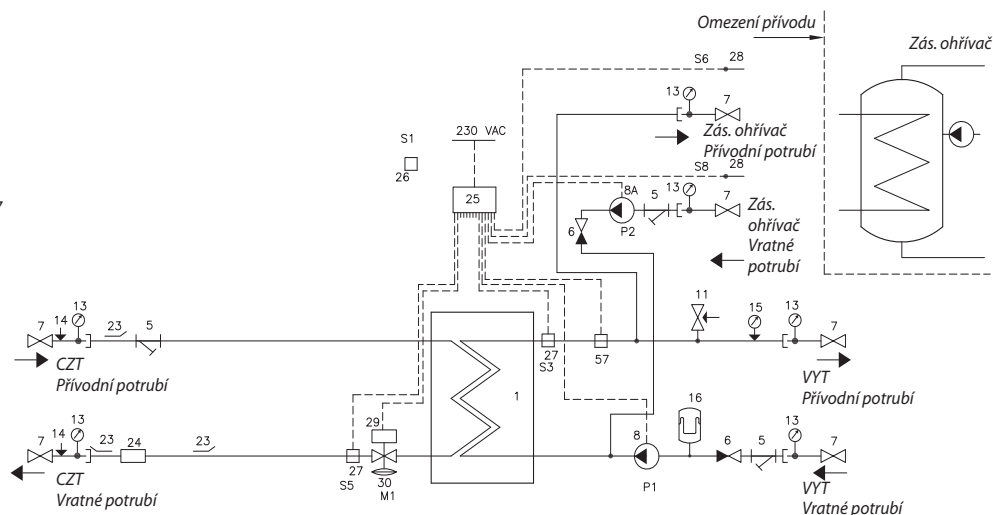 Omezení přívodu
Zás. ohřívač
S6
28
13
7
230 VAC
Zás. ohřívač
Přívodní potrubí
S1
26
25
S8
28
8A
5
13
7
6
P2
Zás.
ohřívač
Vratné
potrubí
7
14
13
23
5
CZT
Přívodní potrubí
27
S3
57
11
15
13
7
VYT
Přívodní potrubí
1
7
14
13
23
24
23
29
27
S5
30
M1
8
P1
16
6
5
13
7
CZT
Vratné potrubí
VYT
Vratné potrubí